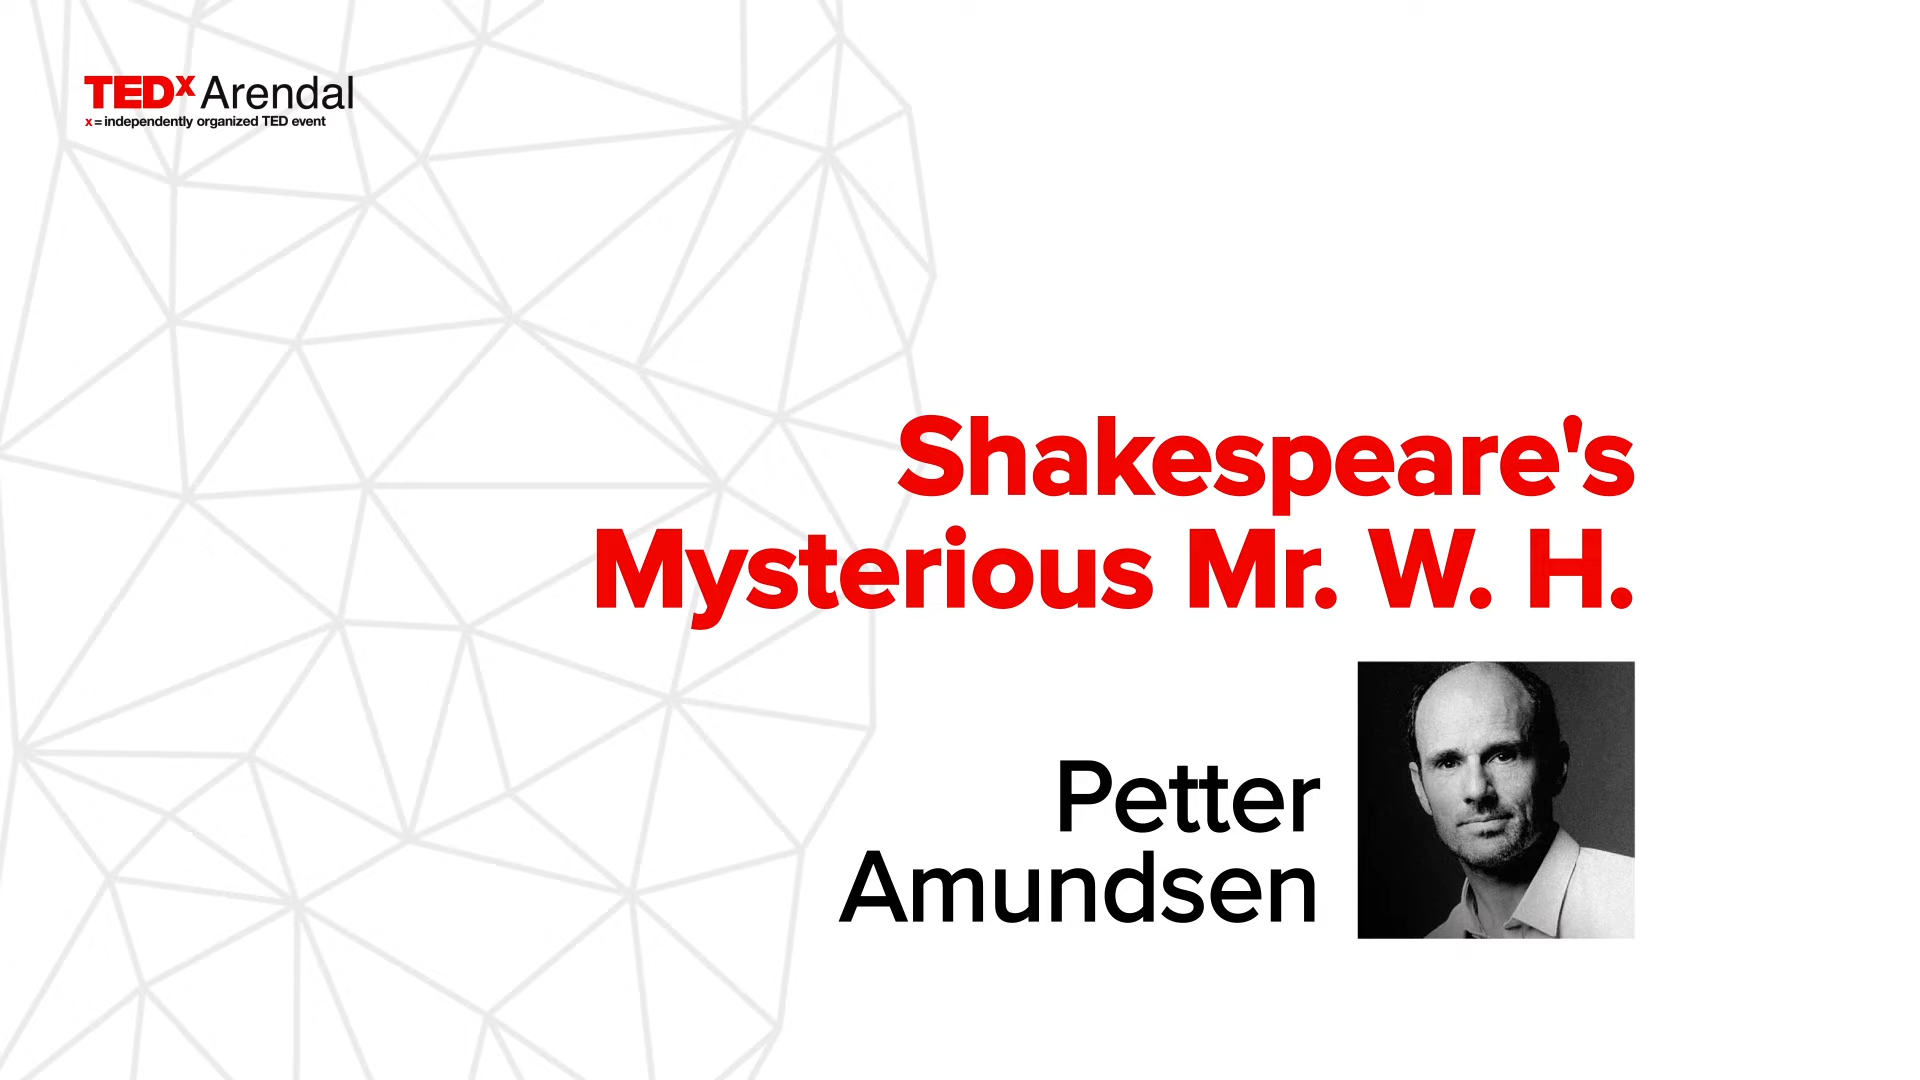 TEDx Arendal
x = independently organized TED event
Shakespeare's
Mysterious Mr. W. H.
Petter
Amundsen